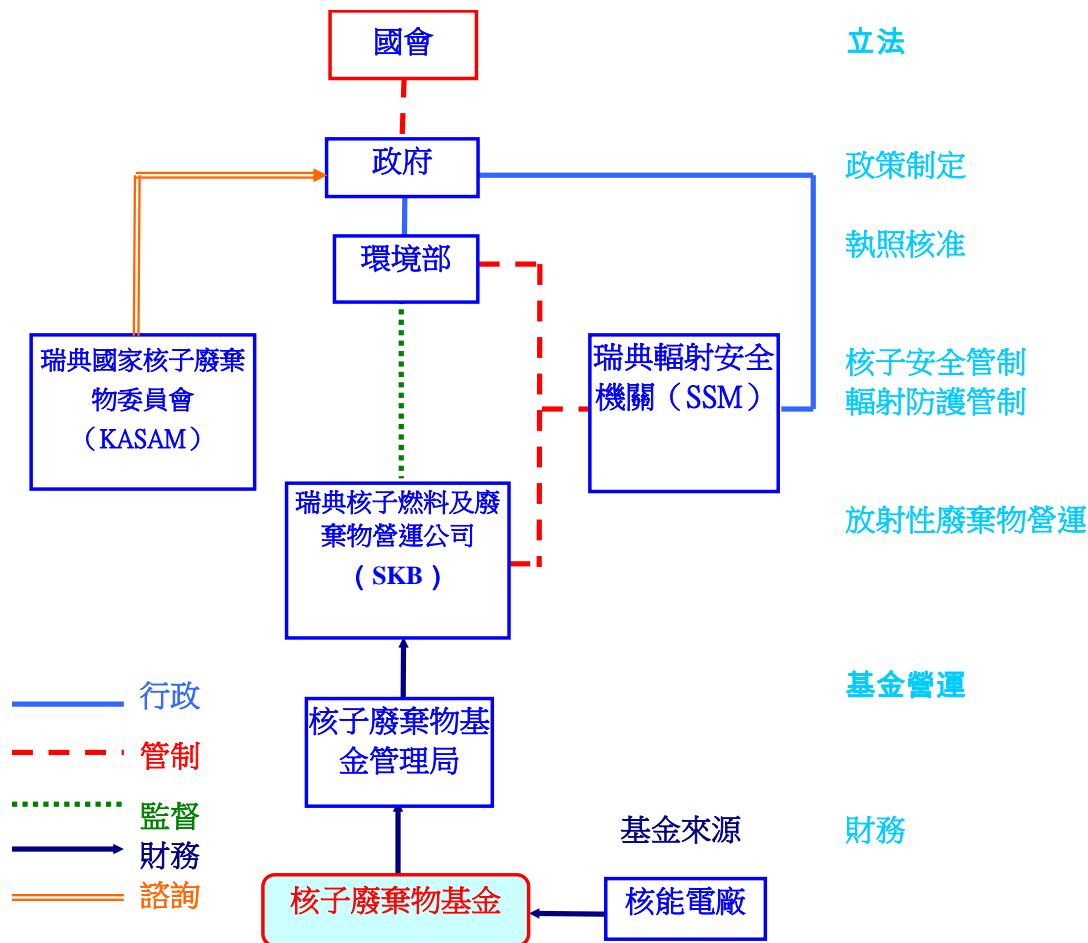 國會
立法
政府
政策制定
環境部
執照核准
瑞典國家核子廢棄
物委員會
（KASAM）
瑞典輻射安全
機關（SSM）
核子安全管制
輻射防護管制
瑞典核子燃料及廢
棄物營運公司
（SKB）
放射性廢棄物營運
核子廢棄物基
金管理局
基金營運
基金來源
財務
核子廢棄物基金
核能電廠
行政
管制
監督
財務
諮詢